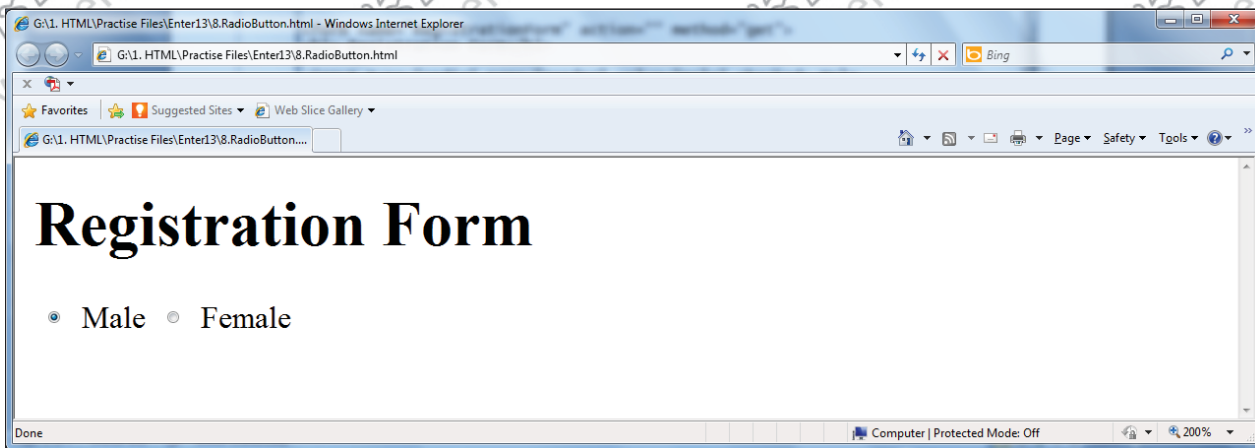 G:\1. HTML\Practise Files\Enter13\8.RadioButton.html - Windows Internet Explorer
G:\1. HTML\Practise Files\Enter13\8.RadioButton.html
Bing
x
Favorites Suggested Sites Web Slice Gallery
G:\1. HTML\Practise Files\Enter13\8.RadioButton....
Page Safety Tools
Registration Form
Male Female
Done
Computer | Protected Mode: Off
200%